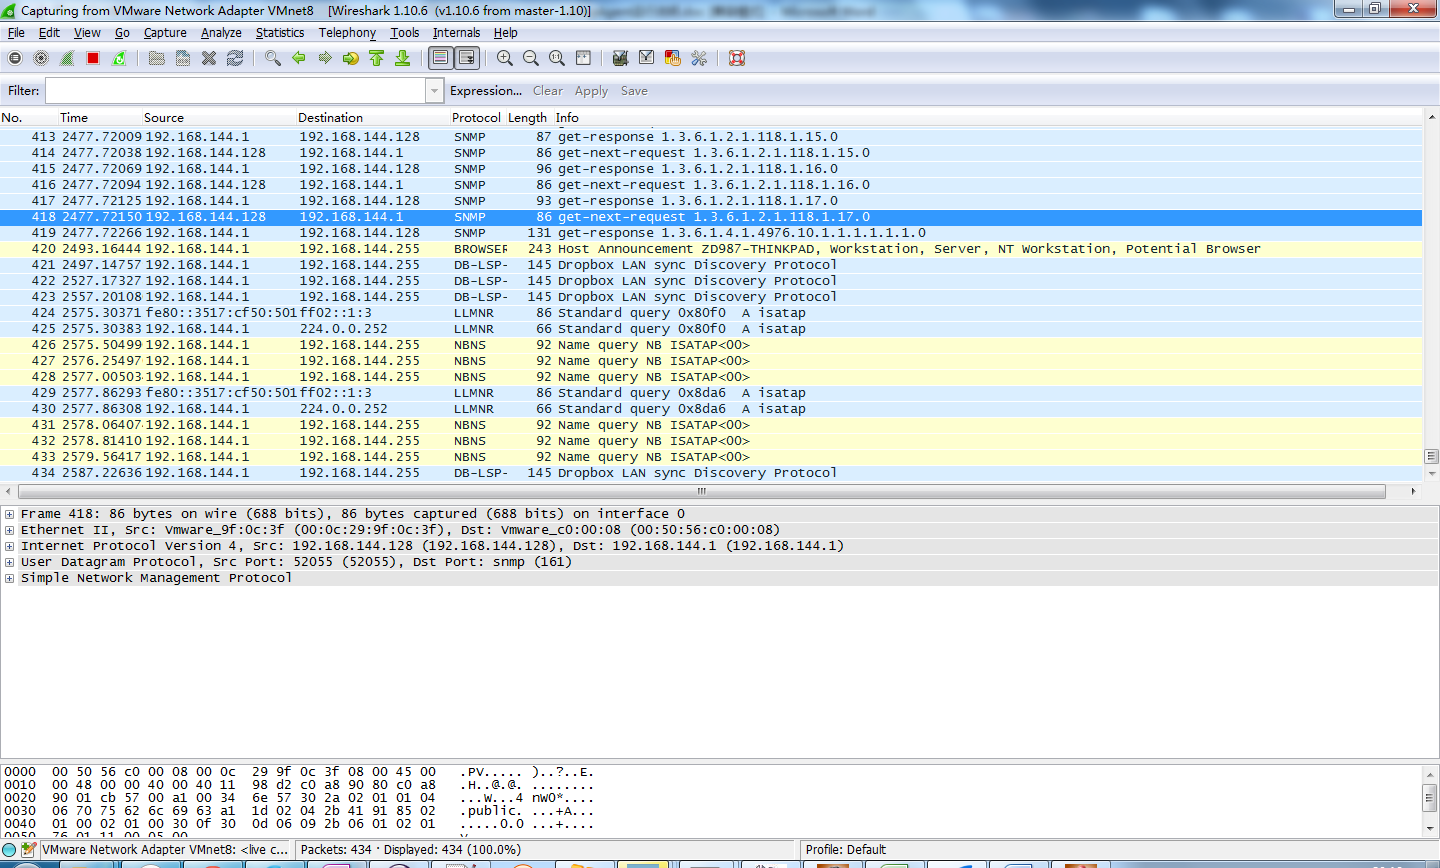 Capturing from VMware Network Adapter VMnet8 [Wireshark 1.10.6 (v1.10.6 from master-1.10)]
File Edit View Go Capture Analyze Statistics Telephony Tools Internals Help
Filter: Expression... Clear Apply Save
No. Time Source Destination Protocol Length Info
413 2477.72009 192.168.144.1 192.168.144.128 SNMP 87 get-response 1.3.6.1.2.1.118.1.15.0
414 2477.72038 192.168.144.128 192.168.144.1 SNMP 86 get-next-request 1.3.6.1.2.1.118.1.15.0
415 2477.72069 192.168.144.1 192.168.144.128 SNMP 96 get-response 1.3.6.1.2.1.118.1.16.0
416 2477.72094 192.168.144.128 192.168.144.1 SNMP 86 get-next-request 1.3.6.1.2.1.118.1.16.0
417 2477.72125 192.168.144.1 192.168.144.128 SNMP 93 get-response 1.3.6.1.2.1.118.1.17.0
418 2477.72150 192.168.144.128 192.168.144.1 SNMP 86 get-next-request 1.3.6.1.2.1.118.1.17.0
419 2477.72266 192.168.144.1 192.168.144.128 SNMP 131 get-response 1.3.6.1.4.1.4976.10.1.1.1.1.1.1.0
420 2493.16444 192.168.144.1 192.168.144.255 BROWSER 243 Host Announcement ZD987-THINKPAD, Workstation, Server, NT Workstation, Potential Browser
421 2497.14757 192.168.144.1 192.168.144.255 DB-LSP- 145 Dropbox LAN sync Discovery Protocol
422 2527.17327 192.168.144.1 192.168.144.255 DB-LSP- 145 Dropbox LAN sync Discovery Protocol
423 2557.20108 192.168.144.1 192.168.144.255 DB-LSP- 145 Dropbox LAN sync Discovery Protocol
424 2575.30371 fe80::3517:cf50:501 ff02::1:3 LLMNR 86 Standard query 0x80f0 A isatap
425 2575.30383 192.168.144.1 224.0.0.252 LLMNR 66 Standard query 0x80f0 A isatap
426 2575.50499 192.168.144.1 192.168.144.255 NBNS 92 Name query NB ISATAP<00>
427 2576.25497 192.168.144.1 192.168.144.255 NBNS 92 Name query NB ISATAP<00>
428 2577.00503 192.168.144.1 192.168.144.255 NBNS 92 Name query NB ISATAP<00>
429 2577.86293 fe80::3517:cf50:501 ff02::1:3 LLMNR 86 Standard query 0x8da6 A isatap
430 2577.86308 192.168.144.1 224.0.0.252 LLMNR 66 Standard query 0x8da6 A isatap
431 2578.06407 192.168.144.1 192.168.144.255 NBNS 92 Name query NB ISATAP<00>
432 2578.81410 192.168.144.1 192.168.144.255 NBNS 92 Name query NB ISATAP<00>
433 2579.56417 192.168.144.1 192.168.144.255 NBNS 92 Name query NB ISATAP<00>
434 2587.22636 192.168.144.1 192.168.144.255 DB-LSP- 145 Dropbox LAN sync Discovery Protocol
Frame 418: 86 bytes on wire (688 bits), 86 bytes captured (688 bits) on interface 0
Ethernet II, Src: Vmware_9f:0c:3f (00:0c:29:9f:0c:3f), Dst: Vmware_c0:00:08 (00:50:56:c0:00:08)
Internet Protocol Version 4, Src: 192.168.144.128 (192.168.144.128), Dst: 192.168.144.1 (192.168.144.1)
User Datagram Protocol, Src Port: 52055 (52055), Dst Port: snmp (161)
Simple Network Management Protocol
0000 00 50 56 c0 00 08 00 0c 29 9f 0c 3f 08 00 45 00 .PV..... )..?..E.
0010 00 48 00 00 40 00 40 11 98 d2 c0 a8 90 80 c0 a8 .H..@.@. ........
0020 90 01 cb 57 00 a1 00 34 6e 57 30 2a 02 01 01 04 ...W...4 nW0*....
0030 06 70 75 62 6c 69 63 a1 1d 02 04 2b 41 91 85 02 .public. ...+A...
0040 01 00 02 01 00 30 0f 30 0d 06 09 2b 06 01 02 01 .....0.0 ...+....
0050 76 01 11 00 05 00 v
VMware Network Adapter VMnet8: <live c... Packets: 434 · Displayed: 434 (100.0%) Profile: Default